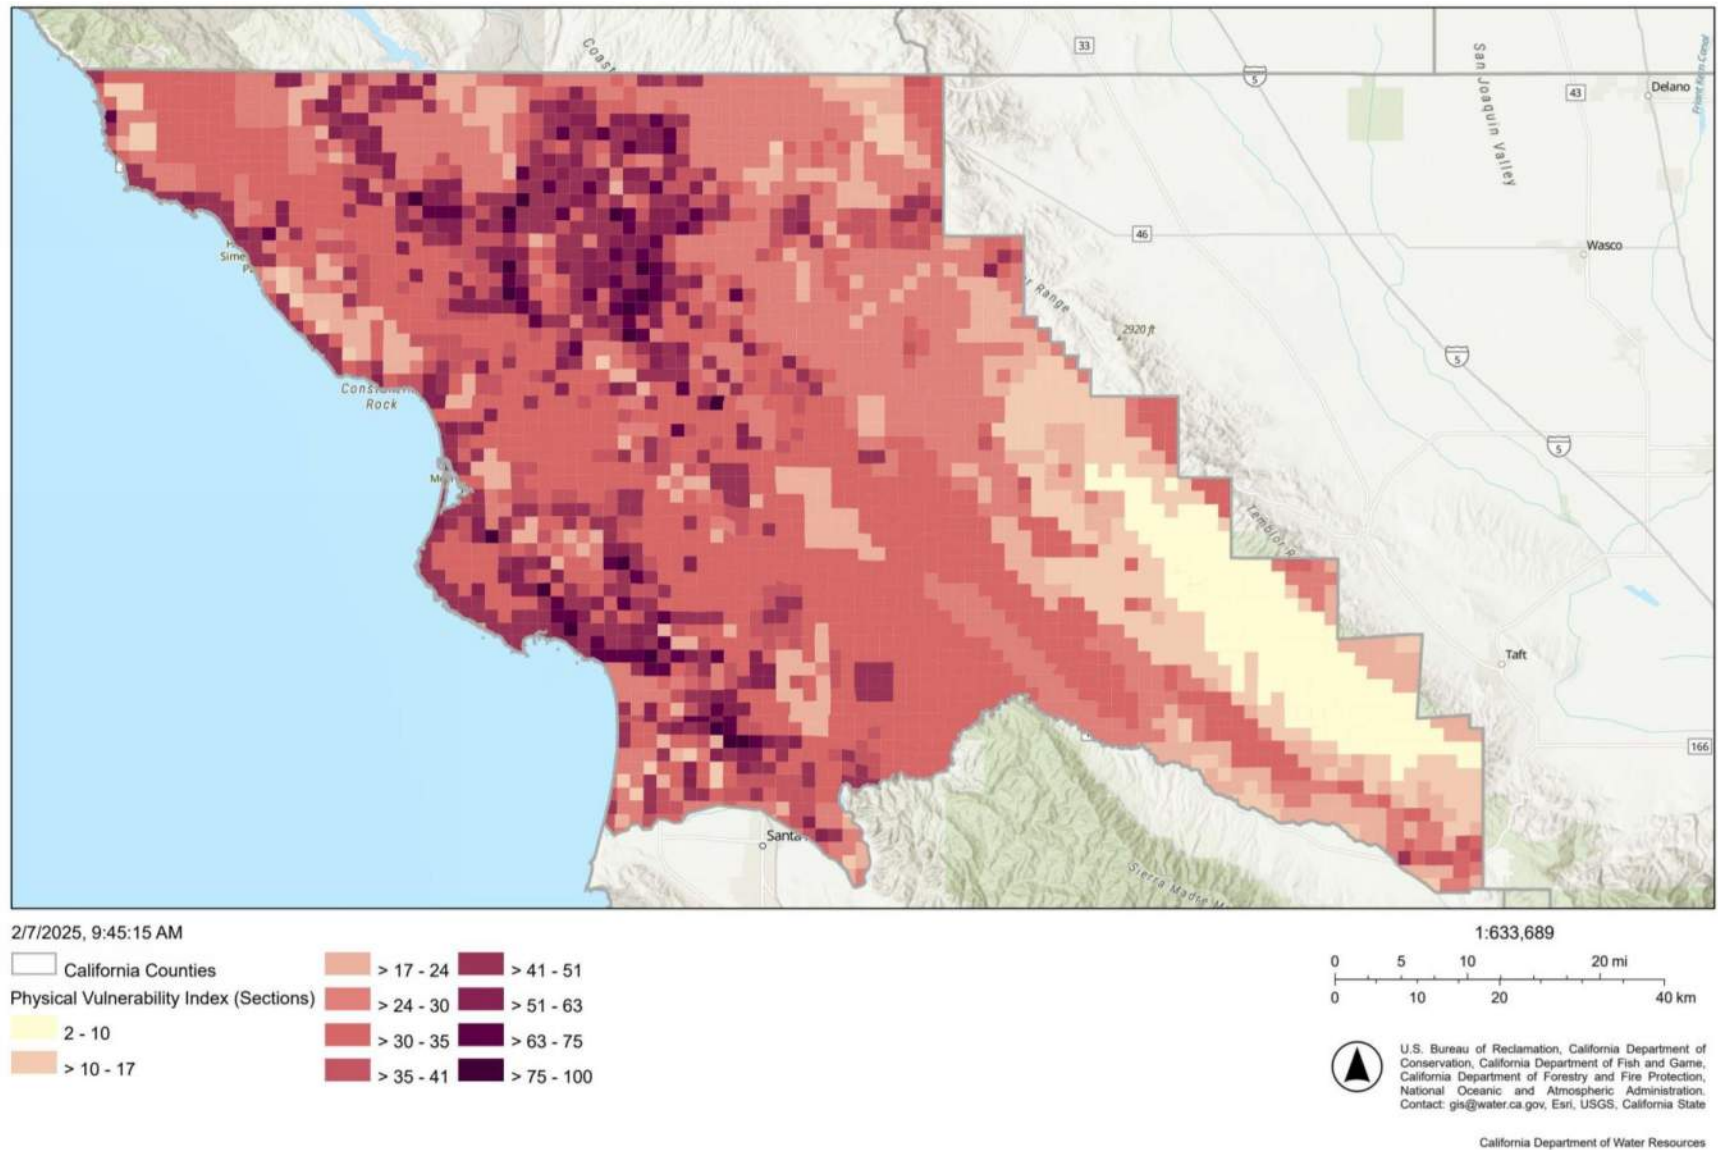 Coast
33
5
San Joaquin Valley
43
Delano
Friant Kern Canal
46
Wasco
Sime
Range
2920 ft
5
Rock
5
Temblor R
Taft
166
Santa
Sierra Madre M
2/7/2025, 9:45:15 AM
California Counties
Physical Vulnerability Index (Sections)
2 - 10
> 10 - 17
> 17 - 24
> 24 - 30
> 30 - 35
> 35 - 41
> 41 - 51
> 51 - 63
> 63 - 75
> 75 - 100
1:633,689
0 5 10 20 mi
0 10 20 40 km
U.S. Bureau of Reclamation, California Department of
Conservation, California Department of Fish and Game,
California Department of Forestry and Fire Protection,
National Oceanic and Atmospheric Administration.
Contact: gis@water.ca.gov, Esri, USGS, California State
California Department of Water Resources